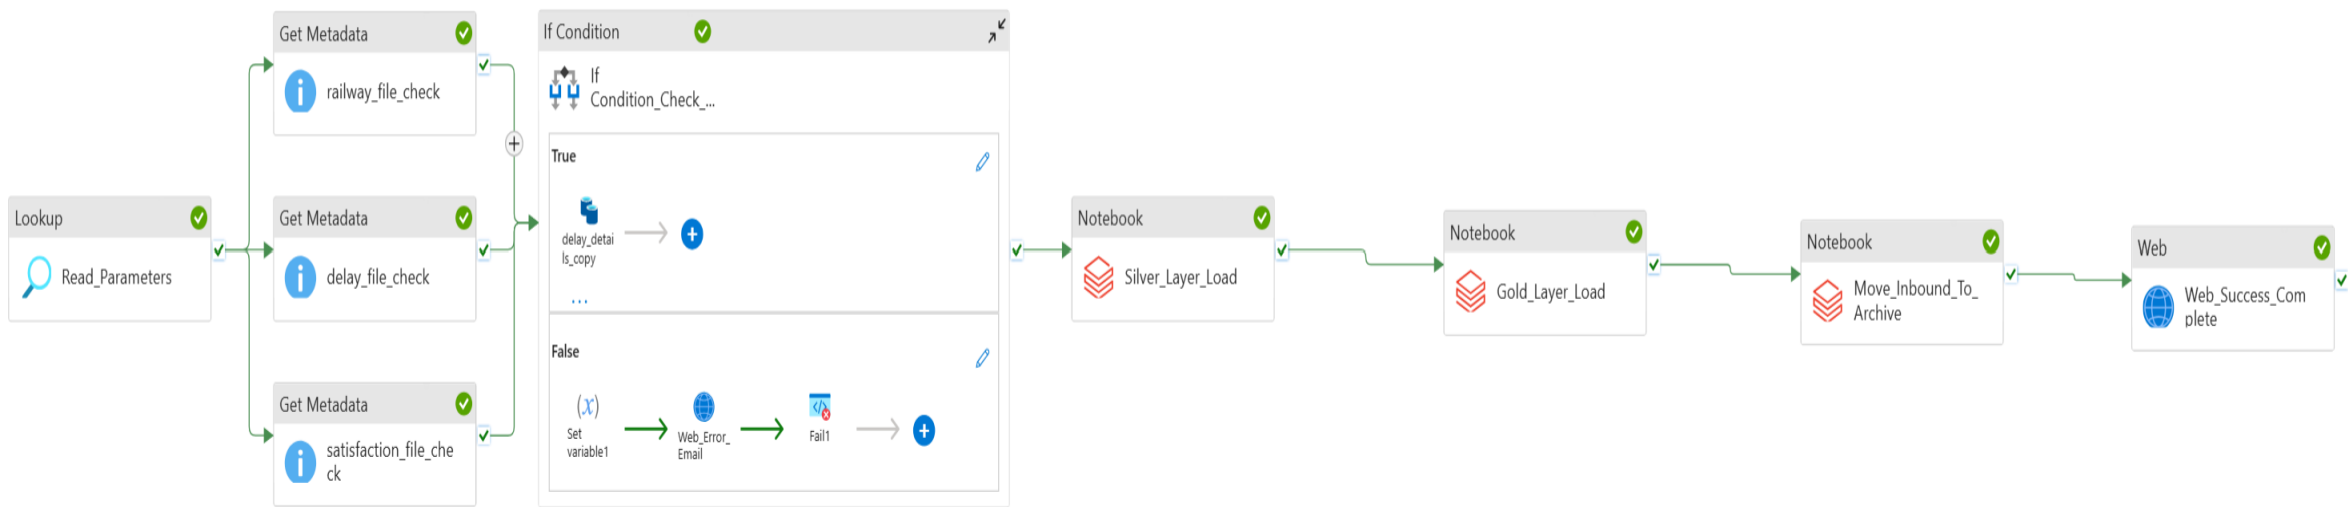 Lookup
Read_Parameters
Get Metadata
railway_file_check
Get Metadata
delay_file_check
Get Metadata
satisfaction_file_che
ck
If Condition
If
Condition_Check_...
True
delay_detai
ls_copy
...
False
(x)
Set
variable1
Web_Error_
Email
Fail1
Notebook
Silver_Layer_Load
Notebook
Gold_Layer_Load
Notebook
Move_Inbound_To_
Archive
Web
Web_Success_Com
plete